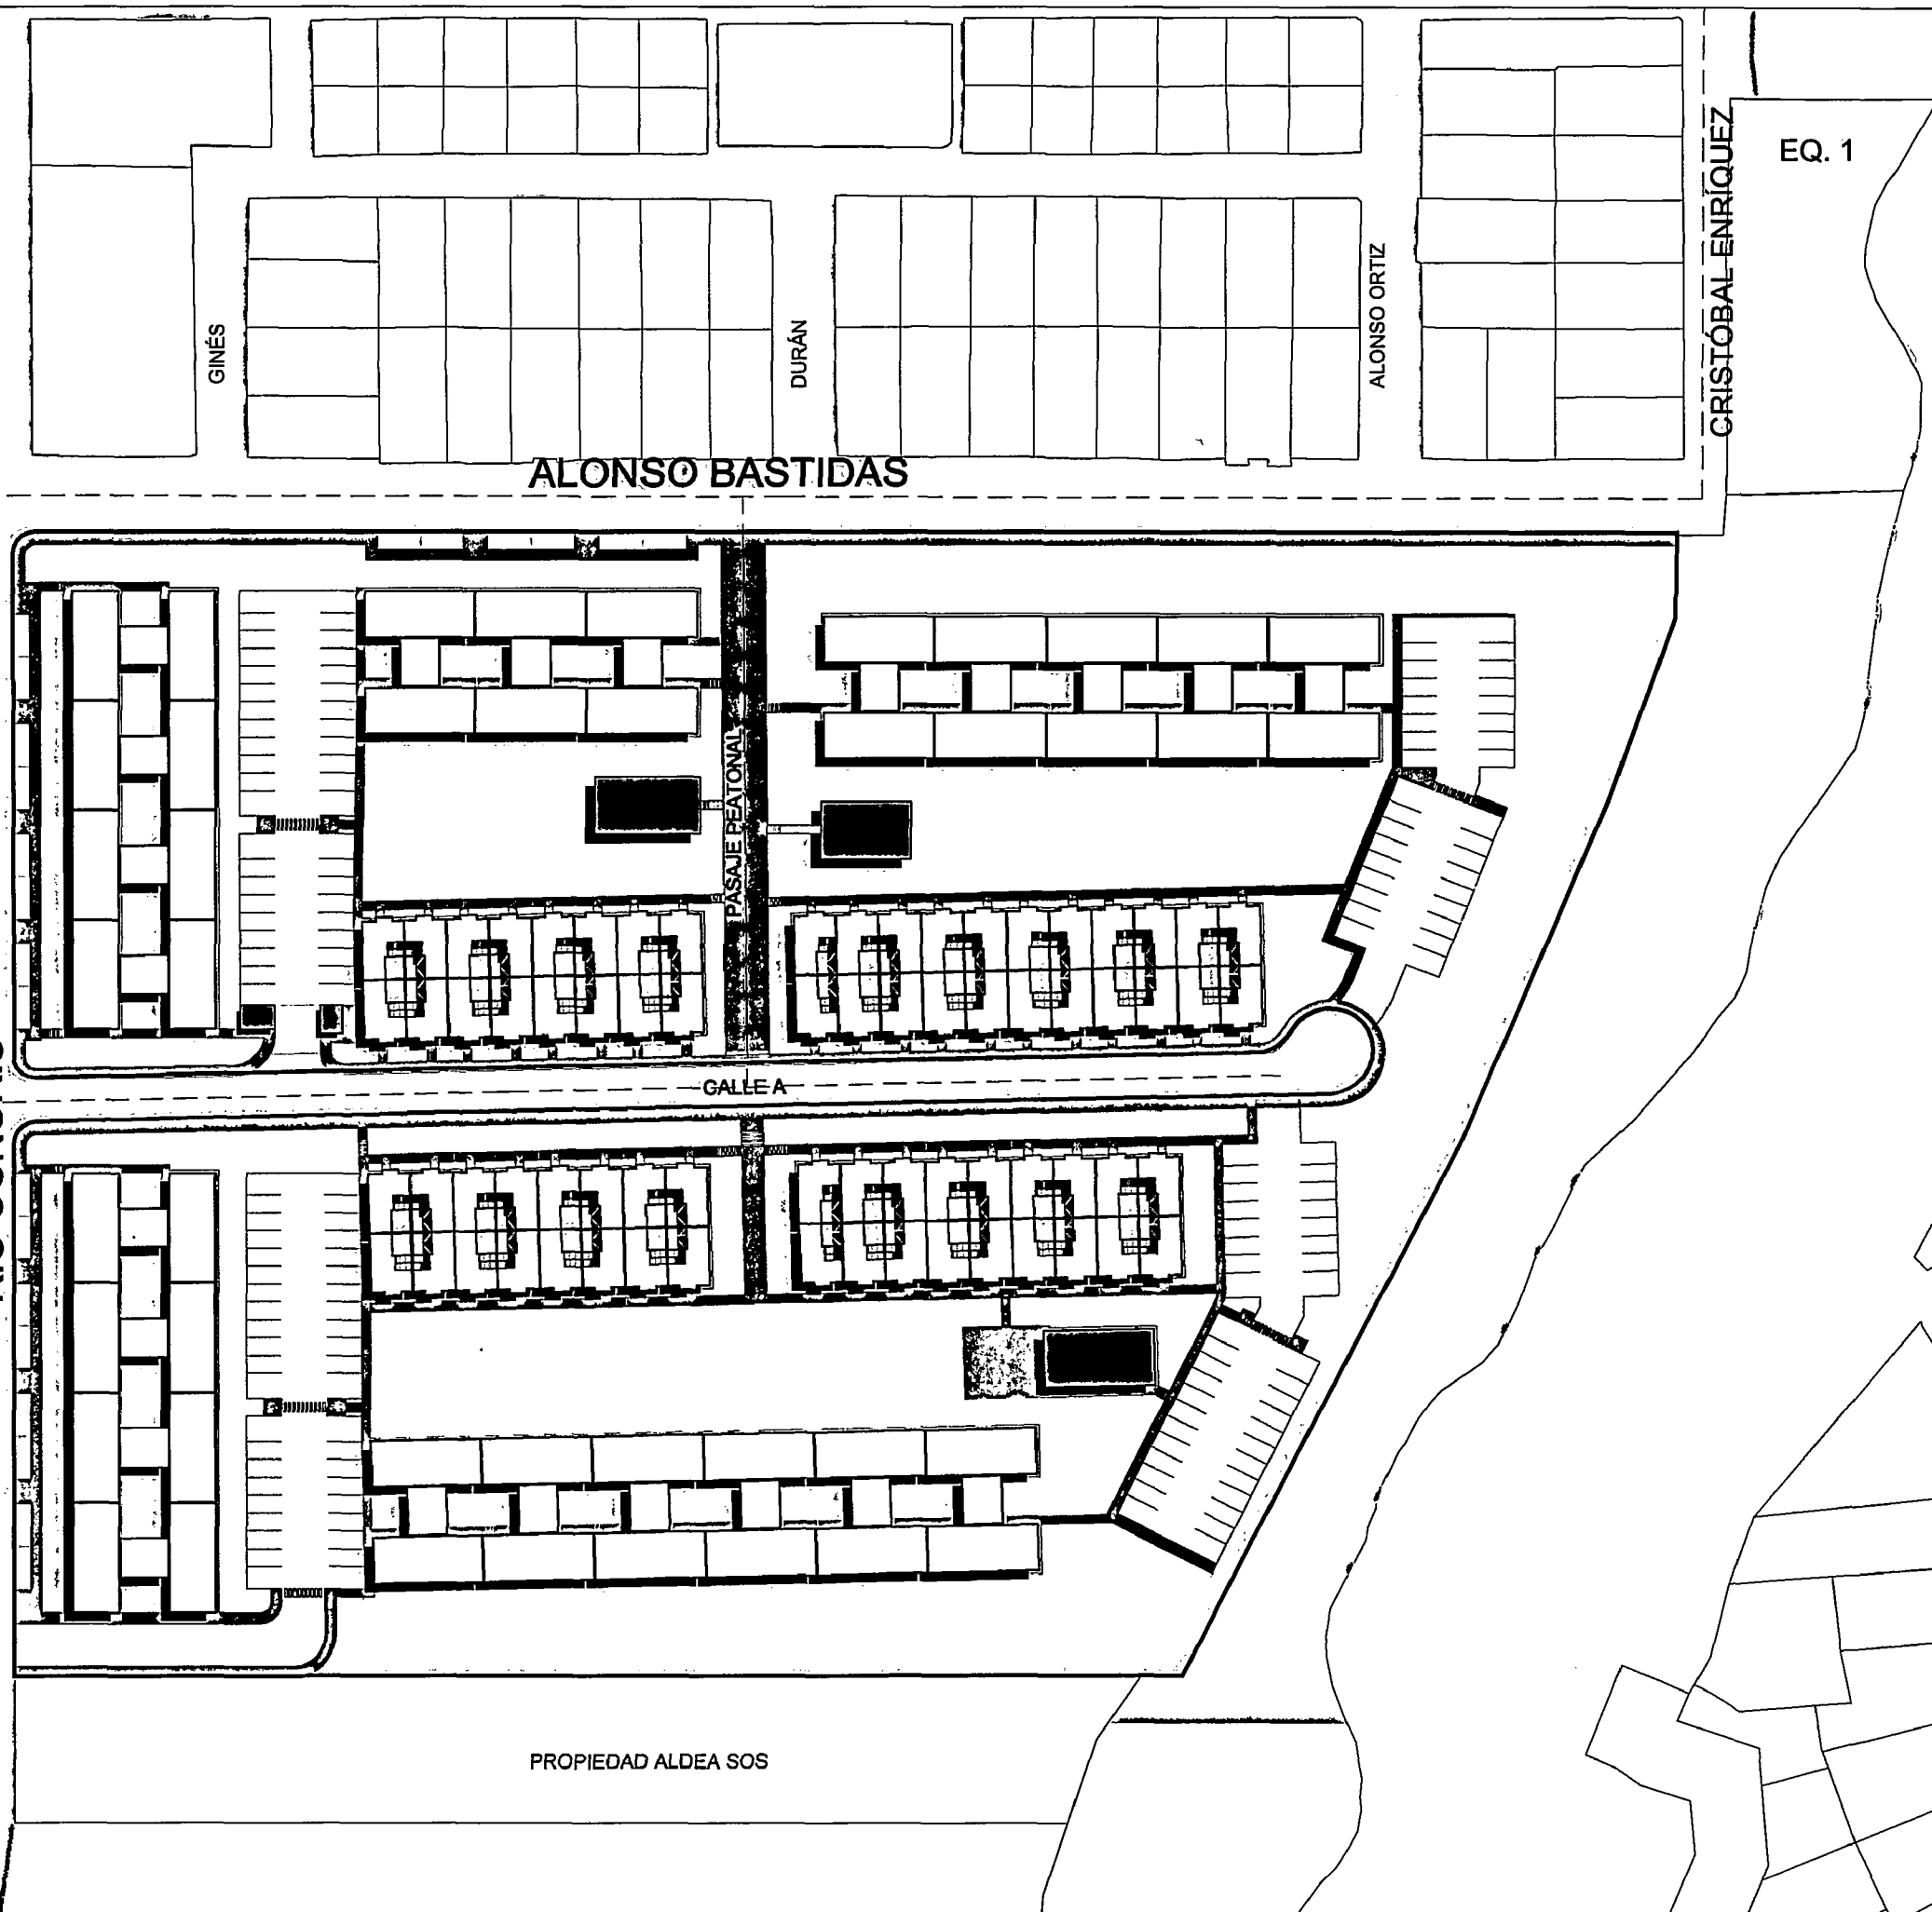 EQ. 1
CRISTÓBAL ENRÍQUEZ
GINÉS
DURÁN
ALONSO ORTIZ
ALONSO BASTIDAS
PASAJE PEATONAL
CALLE A
PROPIEDAD ALDEA SOS